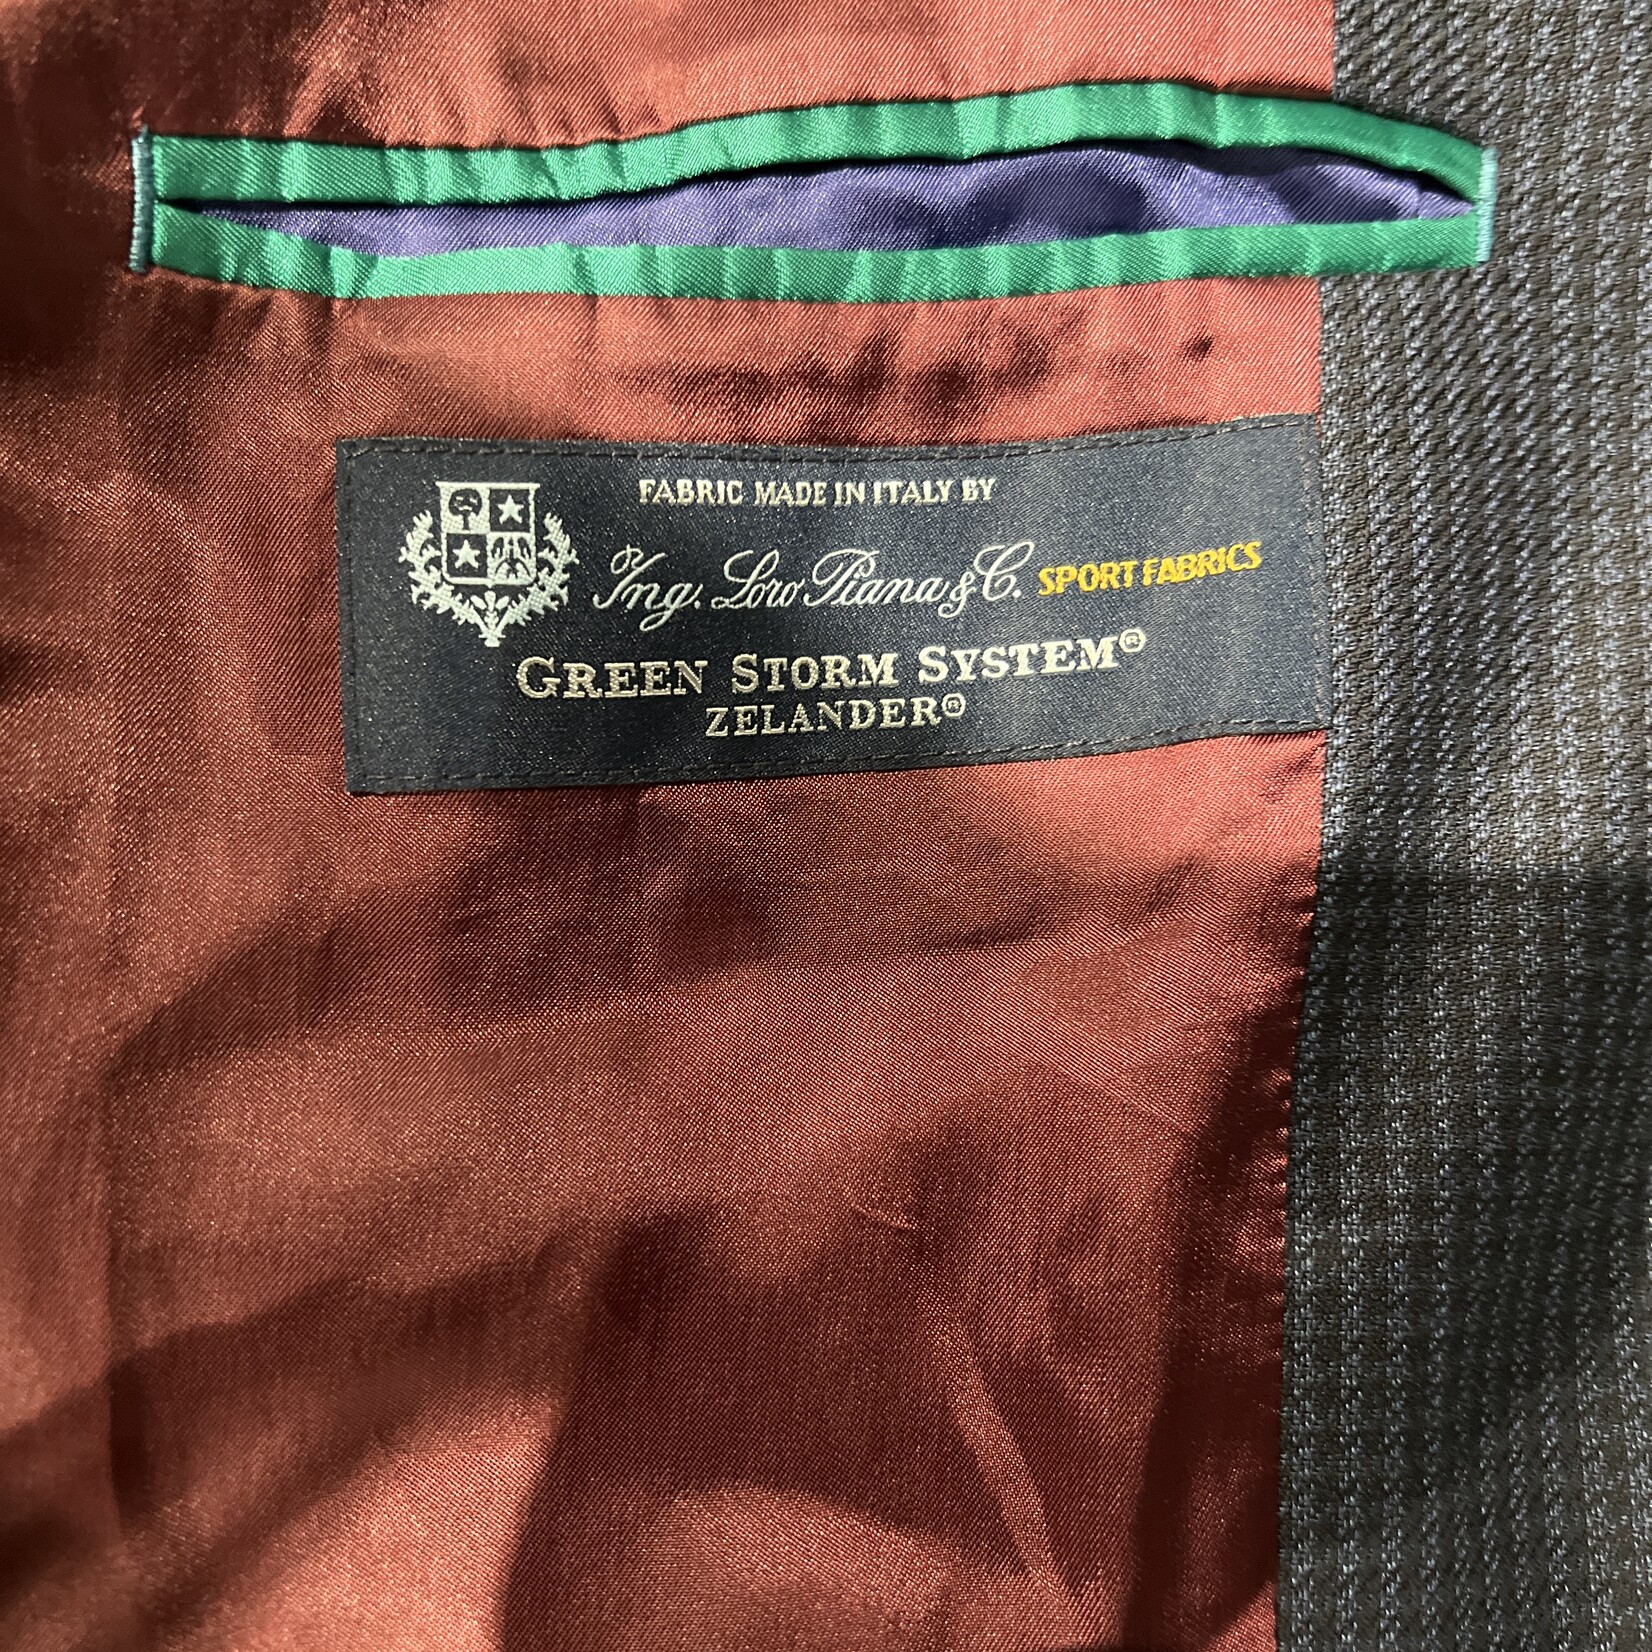 FABRIC MADE IN ITALY BY
Ing. Loro Piana & C. SPORT FABRICS
GREEN STORM SYSTEM®
ZELANDER®